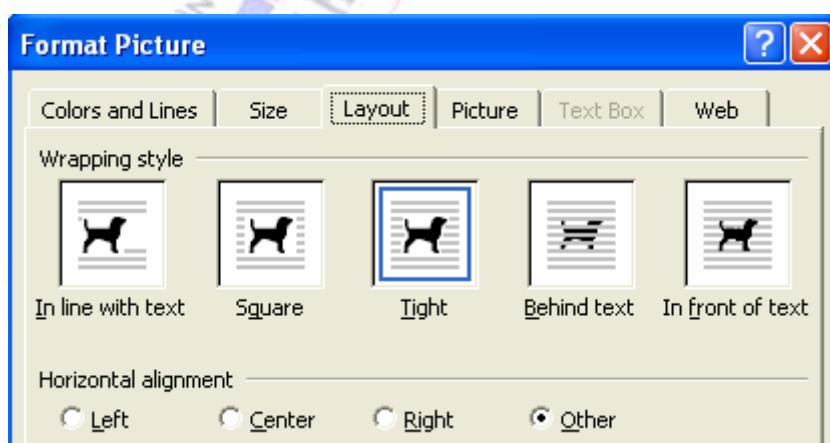 Format Picture
Colors and Lines Size Layout Picture Text Box Web
Wrapping style
In line with text Square Tight Behind text In front of text
Horizontal alignment
Left Center Right Other